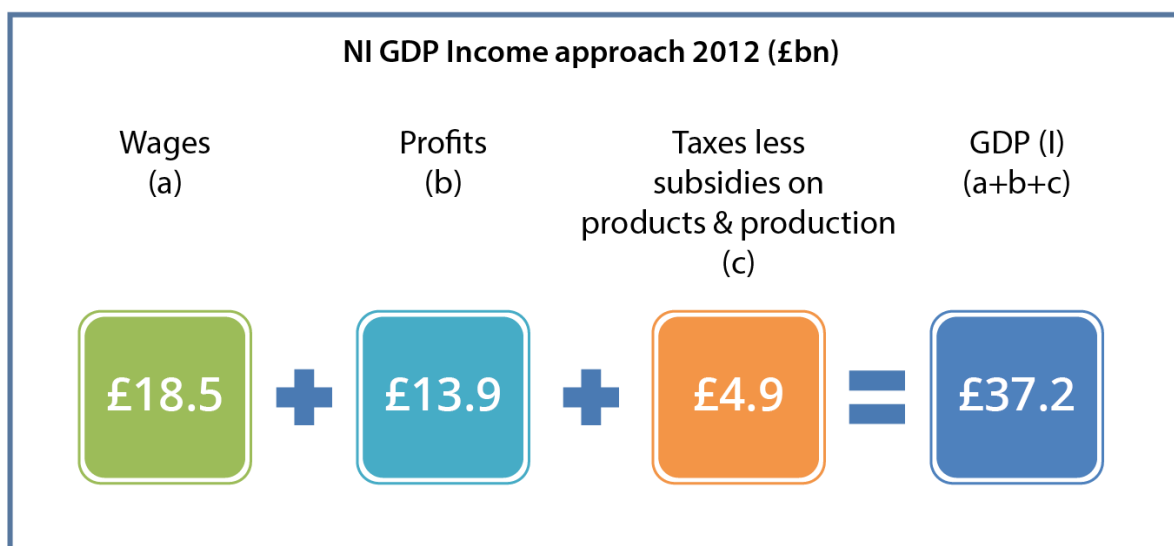 NI GDP Income approach 2012 (£bn)
Wages
(a)
Profits
(b)
Taxes less
subsidies on
products & production
(c)
GDP (I)
(a+b+c)
£18.5
£13.9
£4.9
£37.2